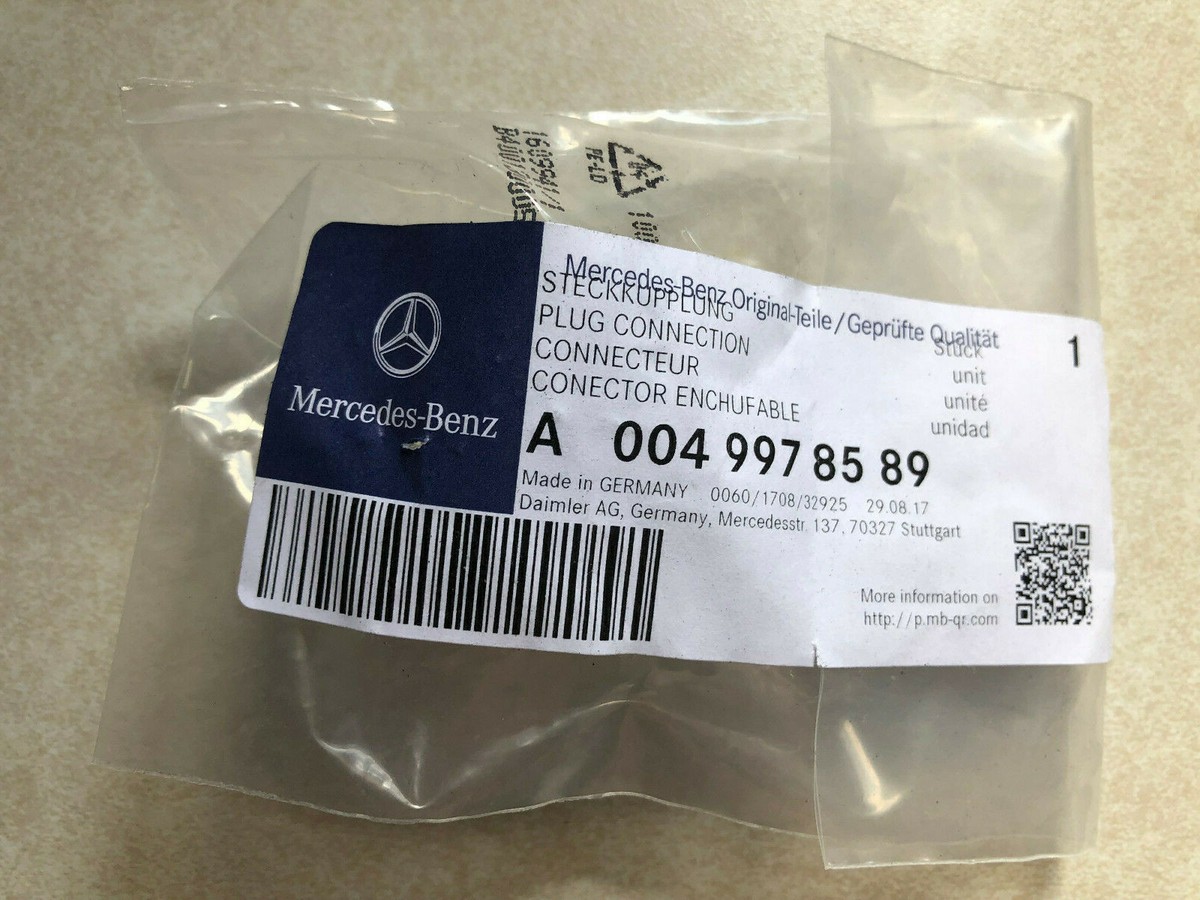 1609941/1
PE-LD
Mercedes-Benz
Mercedes-Benz Original-Teile / Geprüfte Qualität
STECKKUPPLUNG
PLUG CONNECTION
CONNECTEUR
CONECTOR ENCHUFABLE
Stück
unit
unité
unidad
1
A 004 997 85 89
Made in GERMANY 0060/1708/32925 29.08.17
Daimler AG, Germany, Mercedesstr. 137, 70327 Stuttgart
More information on
http://p.mb-qr.com